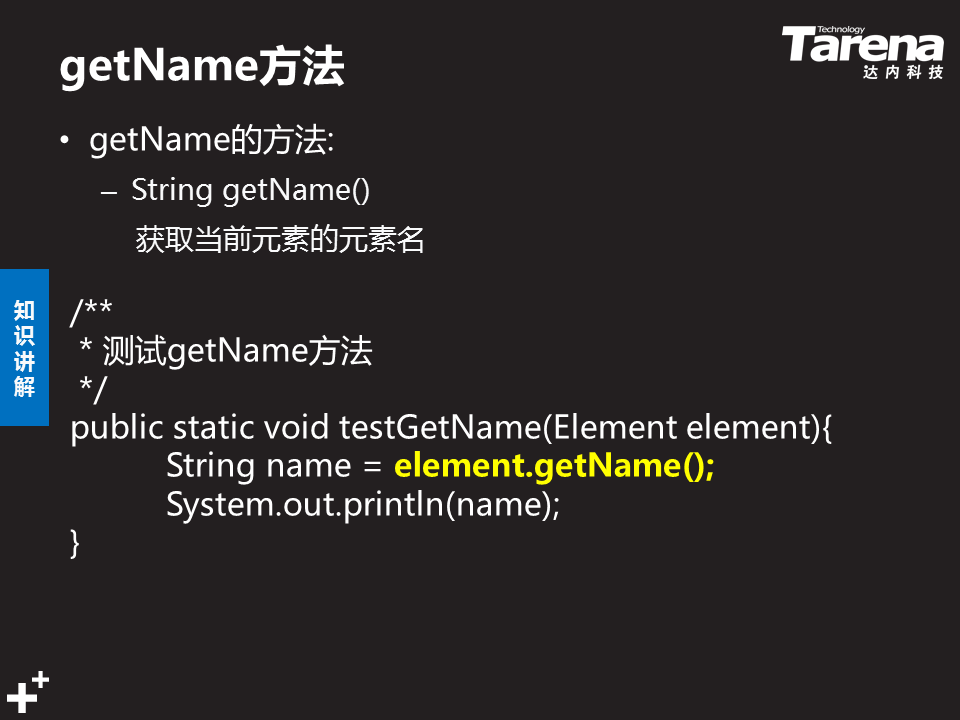 getName方法
Technology
Tarena
达内科技
• getName的方法:
– String getName()
获取当前元素的元素名
知识讲解
/**
* 测试getName方法
*/
public static void testGetName(Element element){
String name = element.getName();
System.out.println(name);
}